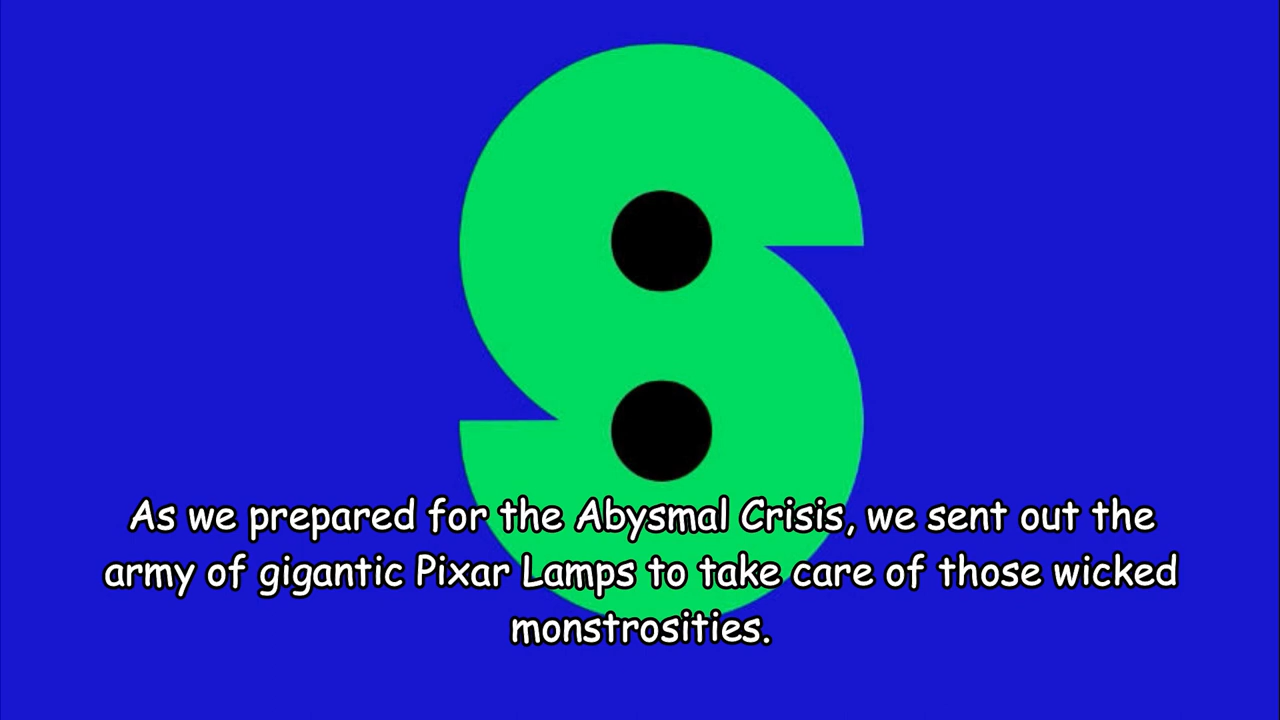 S
As we prepared for the Abysmal Crisis, we sent out the
army of gigantic Pixar Lamps to take care of those wicked
monstrosities.